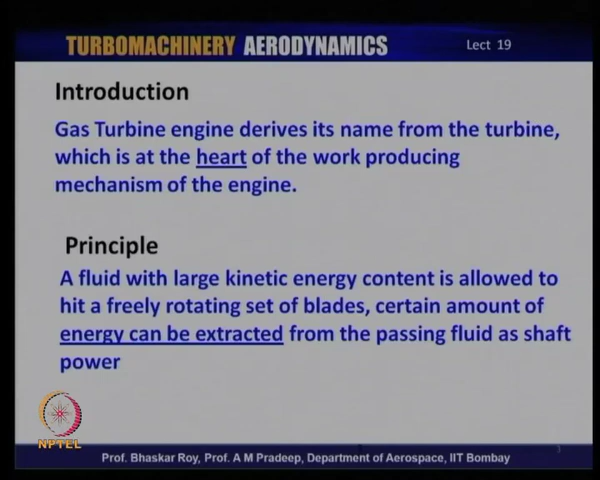 TURBOMACHINERY AERODYNAMICS
Lect 19
Introduction
Gas Turbine engine derives its name from the turbine,
which is at the heart of the work producing
mechanism of the engine.
Principle
A fluid with large kinetic energy content is allowed to
hit a freely rotating set of blades, certain amount of
energy can be extracted from the passing fluid as shaft
power
NPTEL
Prof. Bhaskar Roy, Prof. A M Pradeep, Department of Aerospace, IIT Bombay
3